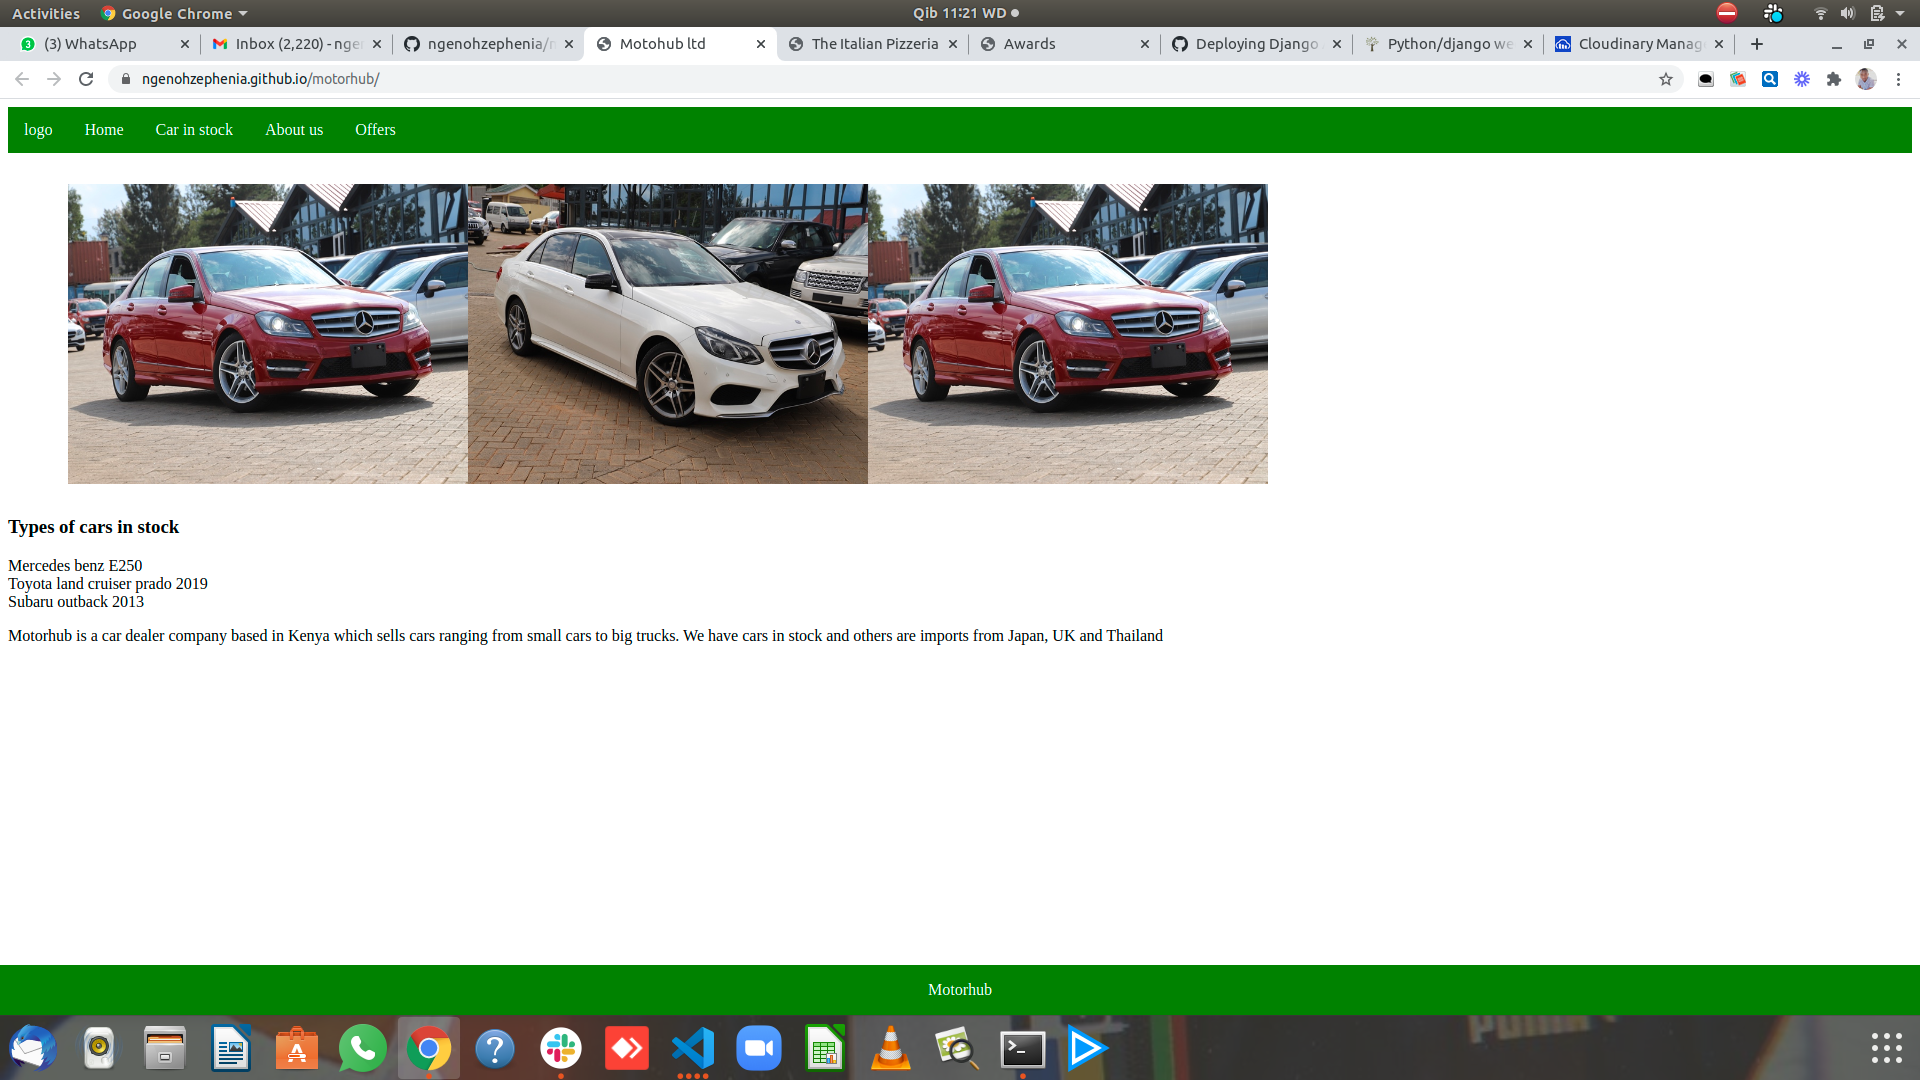 Activities Google Chrome Qib 11:21 WD
(3) WhatsApp Inbox (2,220) - nge ngenohzephenia/ Motohub ltd The Italian Pizzeria Awards Deploying Django Python/django we Cloudinary Manag
ngenohzephenia.github.io/motorhub/
logo Home Car in stock About us Offers
Types of cars in stock
Mercedes benz E250
Toyota land cruiser prado 2019
Subaru outback 2013
Motorhub is a car dealer company based in Kenya which sells cars ranging from small cars to big trucks. We have cars in stock and others are imports from Japan, UK and Thailand
Motorhub